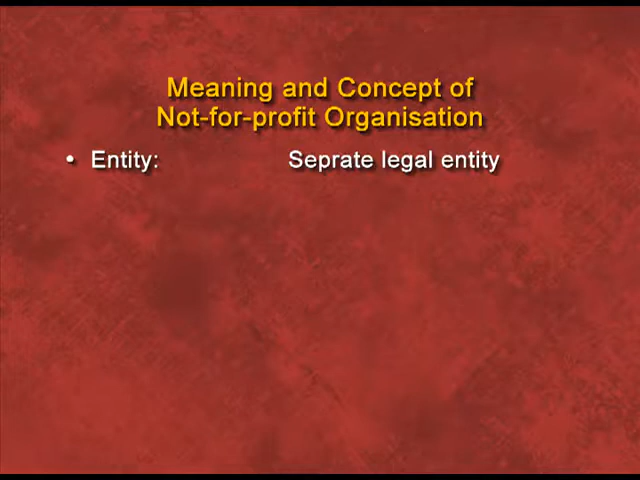 Meaning and Concept of
Not-for-profit Organisation
• Entity: Seprate legal entity